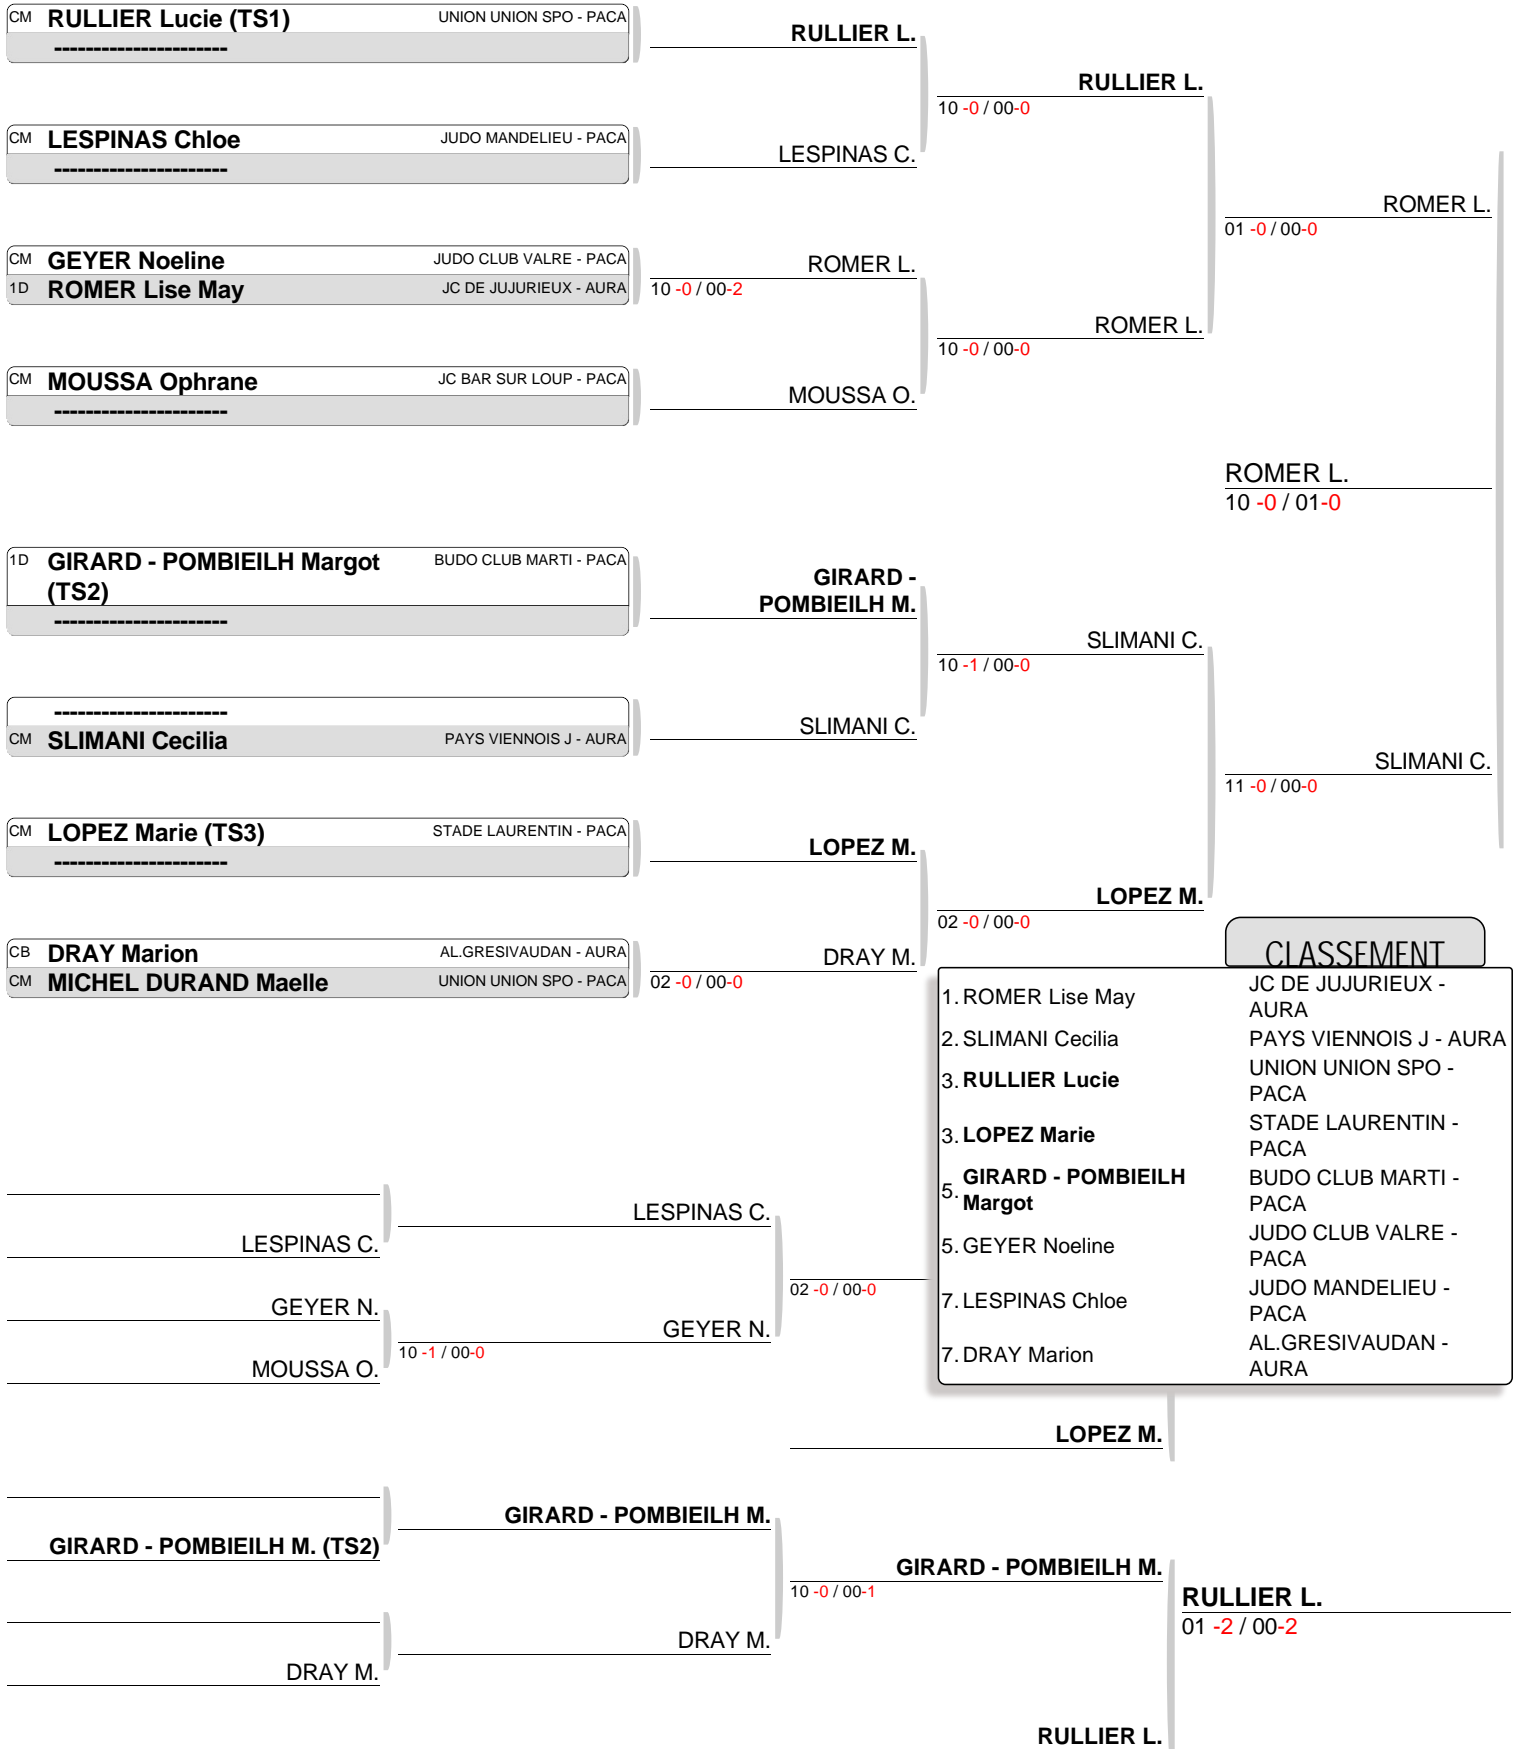 CM RULLIER Lucie (TS1) UNION UNION SPO - PACA
----------------------
RULLIER L.
RULLIER L.
10 -0 / 00-0
CM LESPINAS Chloe JUDO MANDELIEU - PACA
----------------------
LESPINAS C.
ROMER L.
01 -0 / 00-0
CM GEYER Noeline JUDO CLUB VALRE - PACA
1D ROMER Lise May JC DE JUJURIEUX - AURA
ROMER L.
10 -0 / 00-2
ROMER L.
10 -0 / 00-0
CM MOUSSA Ophrane JC BAR SUR LOUP - PACA
----------------------
MOUSSA O.
ROMER L.
10 -0 / 01-0
1D GIRARD - POMBIEILH Margot BUDO CLUB MARTI - PACA
(TS2)
----------------------
GIRARD -
POMBIEILH M.
SLIMANI C.
10 -1 / 00-0
----------------------
CM SLIMANI Cecilia PAYS VIENNOIS J - AURA
SLIMANI C.
SLIMANI C.
11 -0 / 00-0
CM LOPEZ Marie (TS3) STADE LAURENTIN - PACA
----------------------
LOPEZ M.
LOPEZ M.
02 -0 / 00-0
CB DRAY Marion AL.GRESIVAUDAN - AURA
CM MICHEL DURAND Maelle UNION UNION SPO - PACA
DRAY M.
02 -0 / 00-0
CLASSEMENT
1. ROMER Lise May JC DE JUJURIEUX -
AURA
2. SLIMANI Cecilia PAYS VIENNOIS J - AURA
3. RULLIER Lucie UNION UNION SPO -
PACA
3. LOPEZ Marie STADE LAURENTIN -
PACA
5. GIRARD - POMBIEILH
Margot BUDO CLUB MARTI -
PACA
5. GEYER Noeline JUDO CLUB VALRE -
PACA
7. LESPINAS Chloe JUDO MANDELIEU -
PACA
7. DRAY Marion AL.GRESIVAUDAN -
AURA
LESPINAS C.
LESPINAS C.
02 -0 / 00-0
GEYER N.
GEYER N.
10 -1 / 00-0
MOUSSA O.
LOPEZ M.
GIRARD - POMBIEILH M.
GIRARD - POMBIEILH M. (TS2)
GIRARD - POMBIEILH M.
10 -0 / 00-1
RULLIER L.
01 -2 / 00-2
DRAY M.
DRAY M.
RULLIER L.